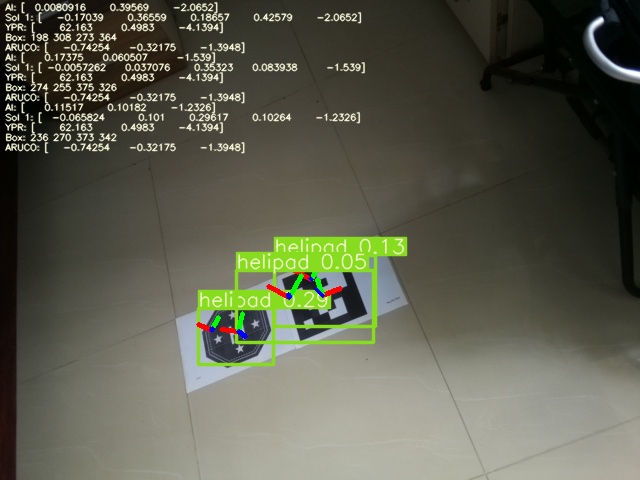 AI: [ 0.0080916 0.39569 -2.0652]
Sol 1: [ -0.17039 0.36559 0.18657 0.42579 -2.0652]
YPR: [ 62.163 0.4983 -4.1394]
Box: 198 308 273 364
ARUCO: [ -0.74254 -0.32175 -1.3948]
AI: [ 0.17375 0.060507 -1.539]
Sol 1: [ -0.0057262 0.037076 0.35323 0.083938 -1.539]
YPR: [ 62.163 0.4983 -4.1394]
Box: 274 255 375 326
ARUCO: [ -0.74254 -0.32175 -1.3948]
AI: [ 0.11517 0.10182 -1.2326]
Sol 1: [ -0.065824 0.101 0.29617 0.10264 -1.2326]
YPR: [ 62.163 0.4983 -4.1394]
Box: 236 270 373 342
ARUCO: [ -0.74254 -0.32175 -1.3948]
helipad 0.13
helipad 0.05
helipad 0.29